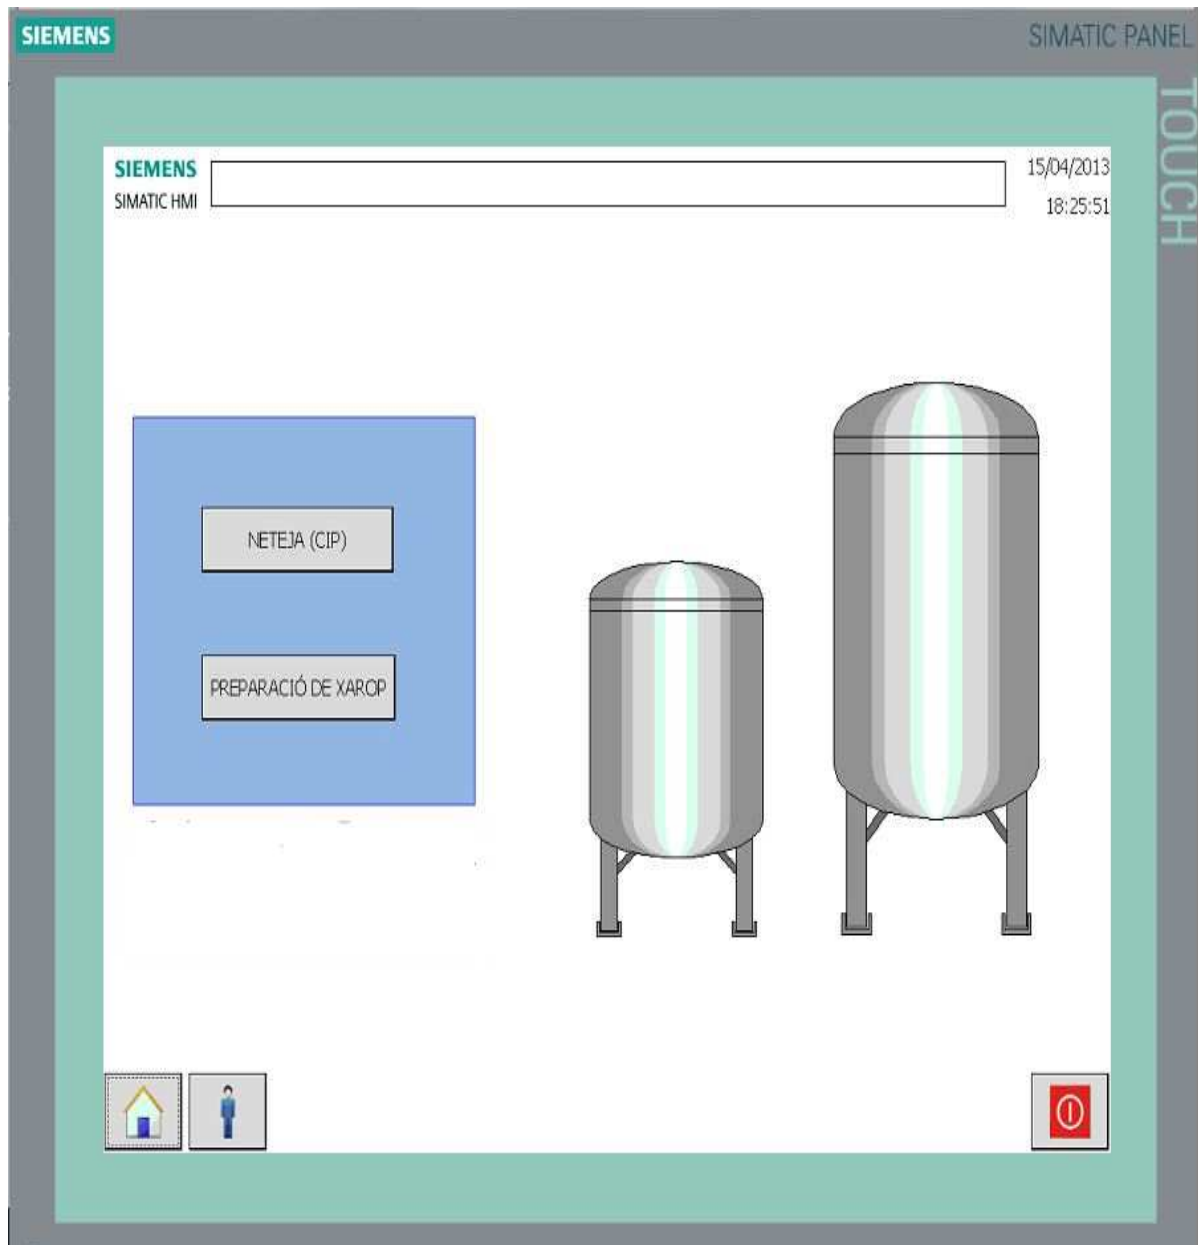 SIEMENS
SIMATIC PANEL
TOUCH
SIEMENS
SIMATIC HMI
15/04/2013
18:25:51
NETEJA (CIP)
PREPARACIÓ DE XAROP